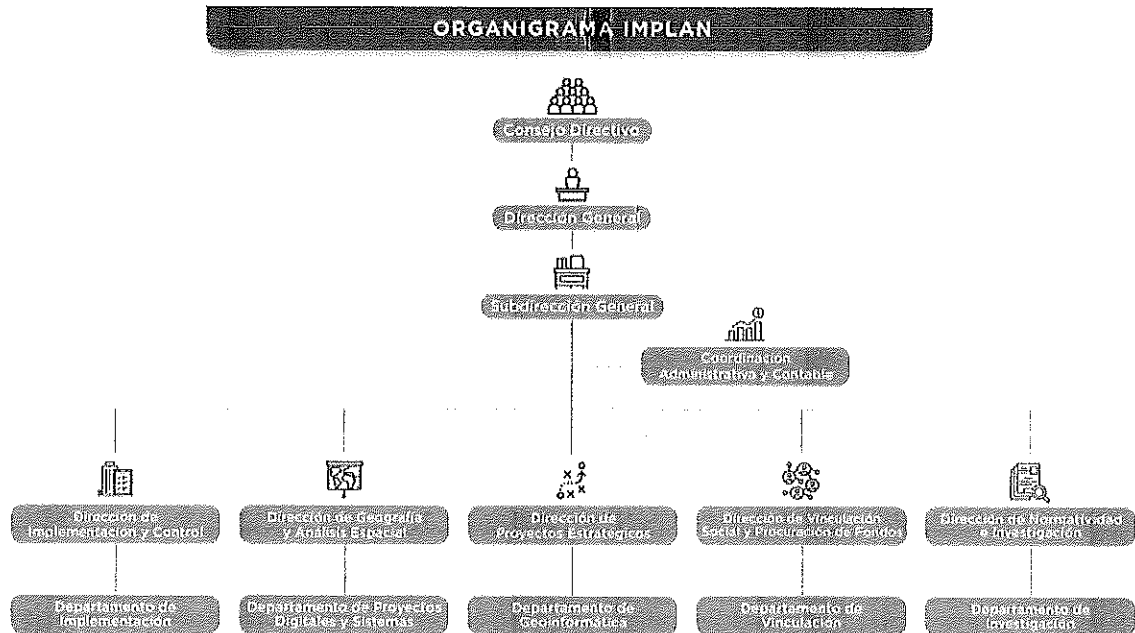 ORGANIGRAMA IMPLAN
Consejo Directivo
Dirección General
Subdirección General
Coordinación
Administrativa y Contable
Dirección de
Implementación y Control
Dirección de Geografía
y Análisis Espacial
Dirección de
Proyectos Estratégicos
Dirección de Vinculación
Social y Procuración de Fondos
Dirección de Normatividad
e Investigación
Departamento de
Implementación
Departamento de Proyectos
Digitales y Sistemas
Departamento de
Geoinformática
Departamento de
Vinculación
Departamento de
Investigación